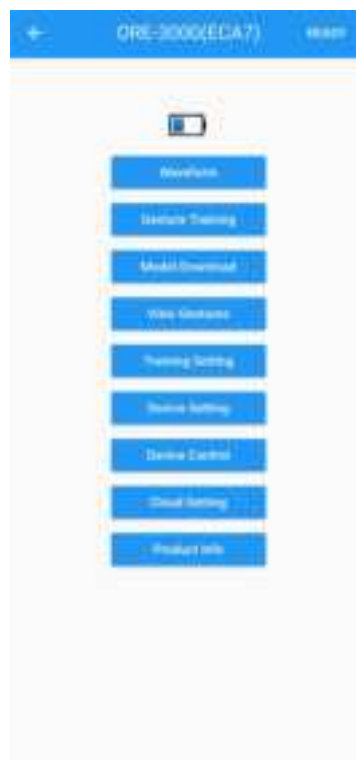 ORE-3000(ECA7)
READY
Waveform
Gesture Training
Model Download
View Gestures
Training Setting
Device Setting
Device Control
Cloud Setting
Product Info